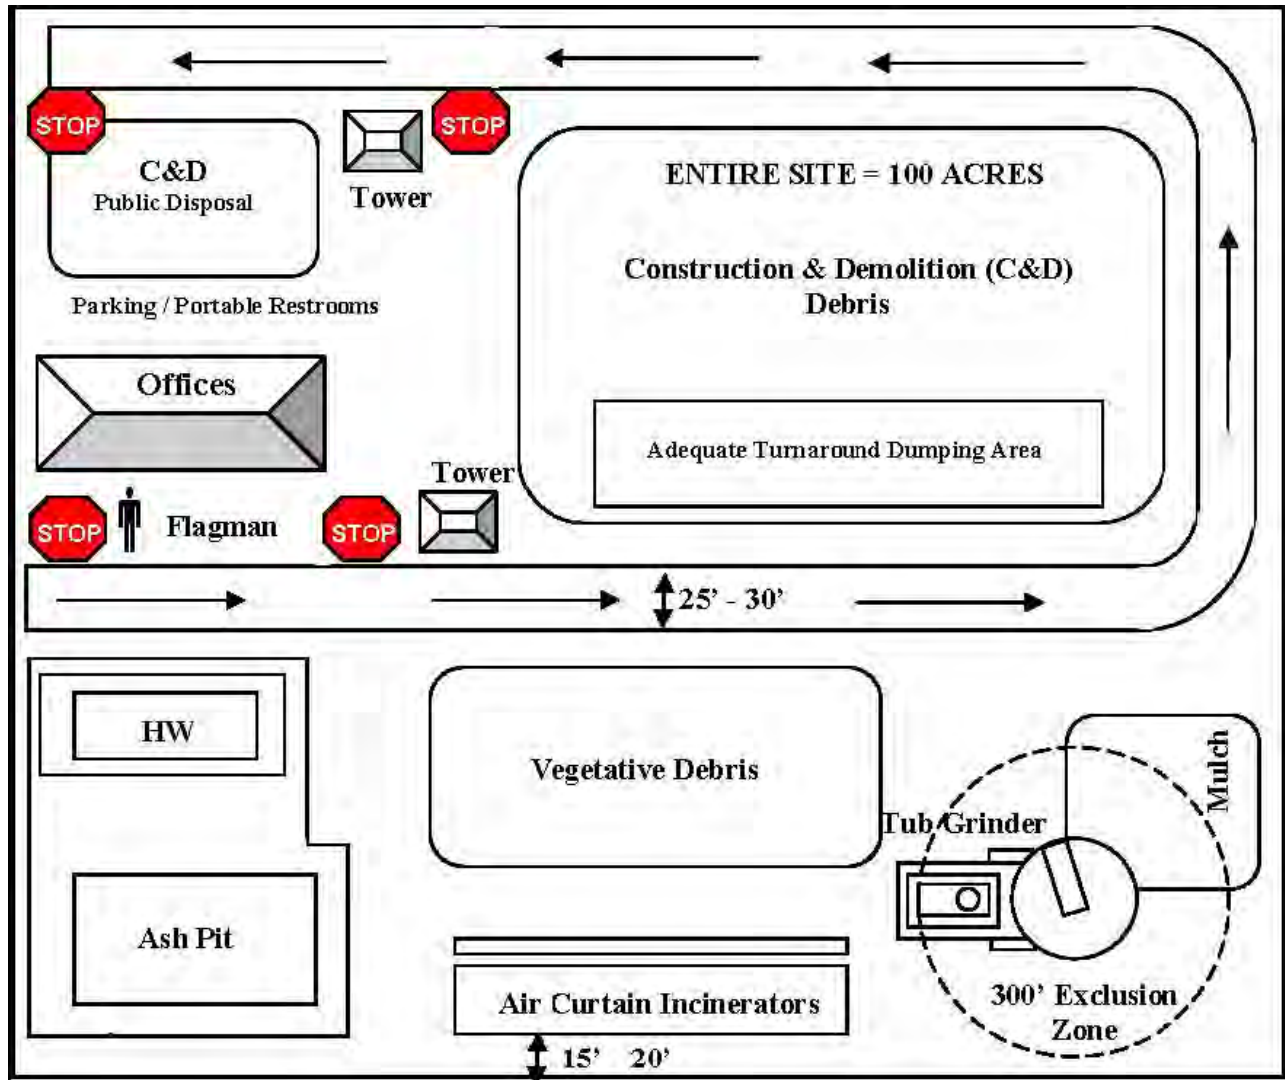 STOP
STOP
C&D
Public Disposal
Tower
ENTIRE SITE = 100 ACRES
Construction & Demolition (C&D)
Debris
Parking / Portable Restrooms
Offices
Adequate Turnaround Dumping Area
Tower
STOP
Flagman
STOP
25’ - 30’
HW
Vegetative Debris
Mulch
Tub Grinder
Ash Pit
Air Curtain Incinerators
300’ Exclusion
Zone
15’ 20’